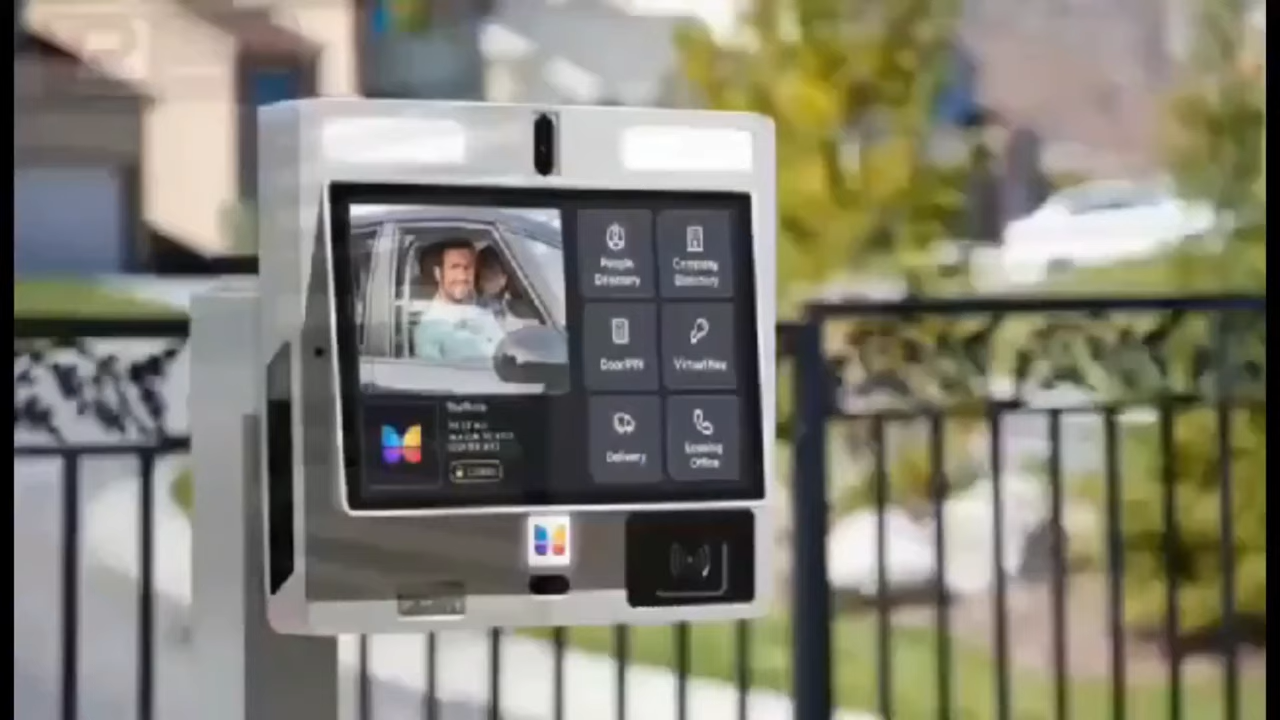 People
Directory
Company
Directory
Door PIN
Virtual Key
Delivery
Leasing
Office